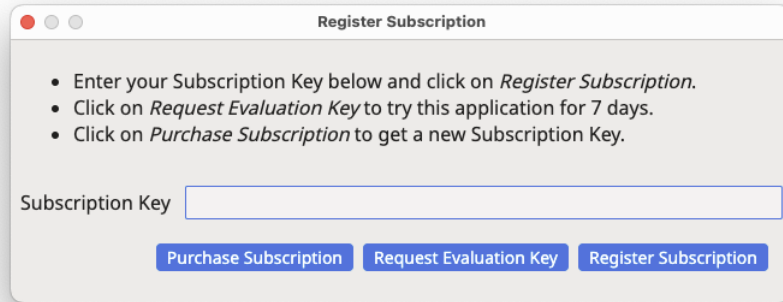 Register Subscription
• Enter your Subscription Key below and click on Register Subscription.
• Click on Request Evaluation Key to try this application for 7 days.
• Click on Purchase Subscription to get a new Subscription Key.
Subscription Key
Purchase Subscription Request Evaluation Key Register Subscription